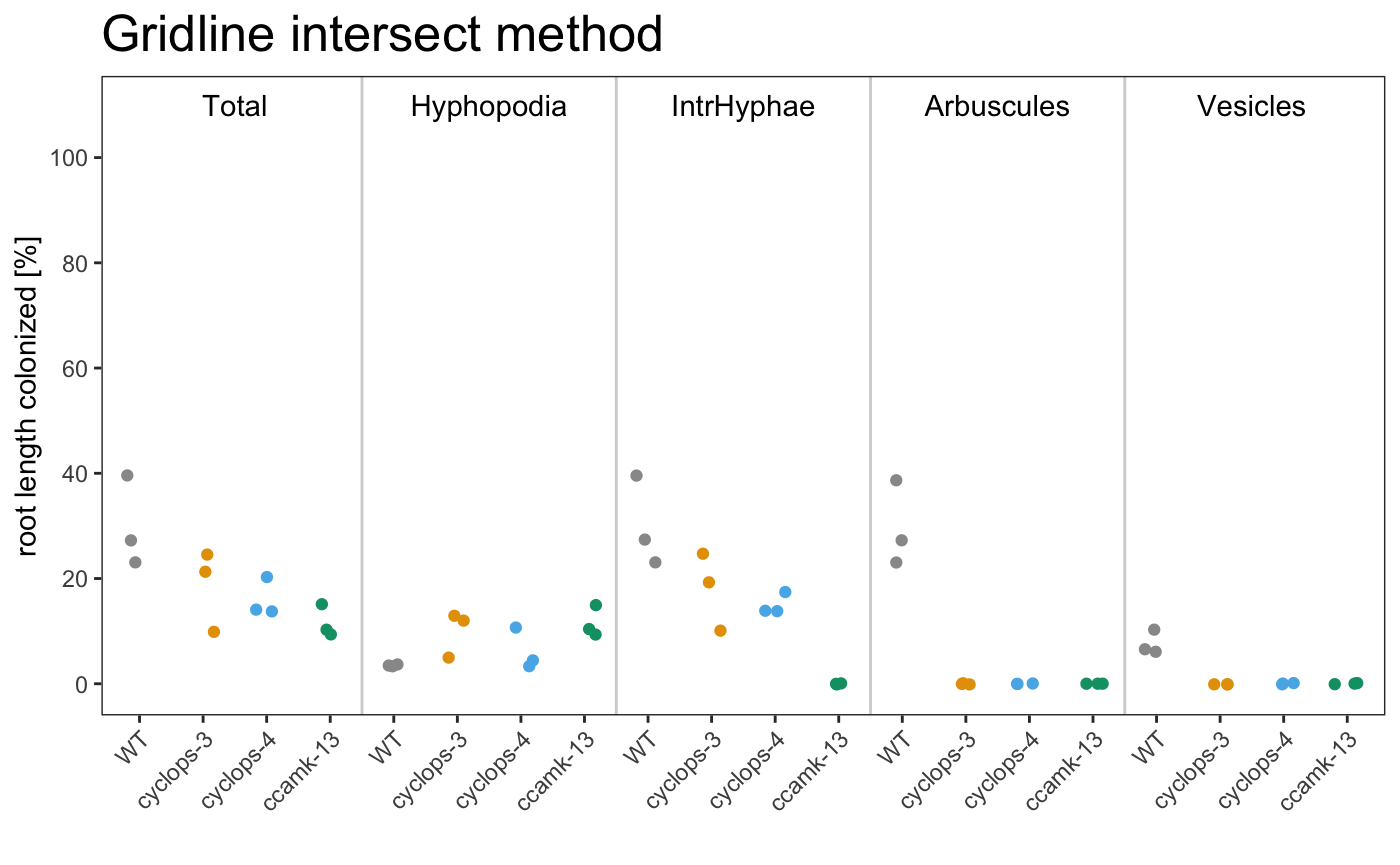 Gridline intersect method
Total Hyphopodia IntrHyphae Arbuscules Vesicles
root length colonized [%]
100
80
60
40
20
0
WT cyclops-3 cyclops-4 ccamk-13 WT cyclops-3 cyclops-4 ccamk-13 WT cyclops-3 cyclops-4 ccamk-13 WT cyclops-3 cyclops-4 ccamk-13 WT cyclops-3 cyclops-4 ccamk-13